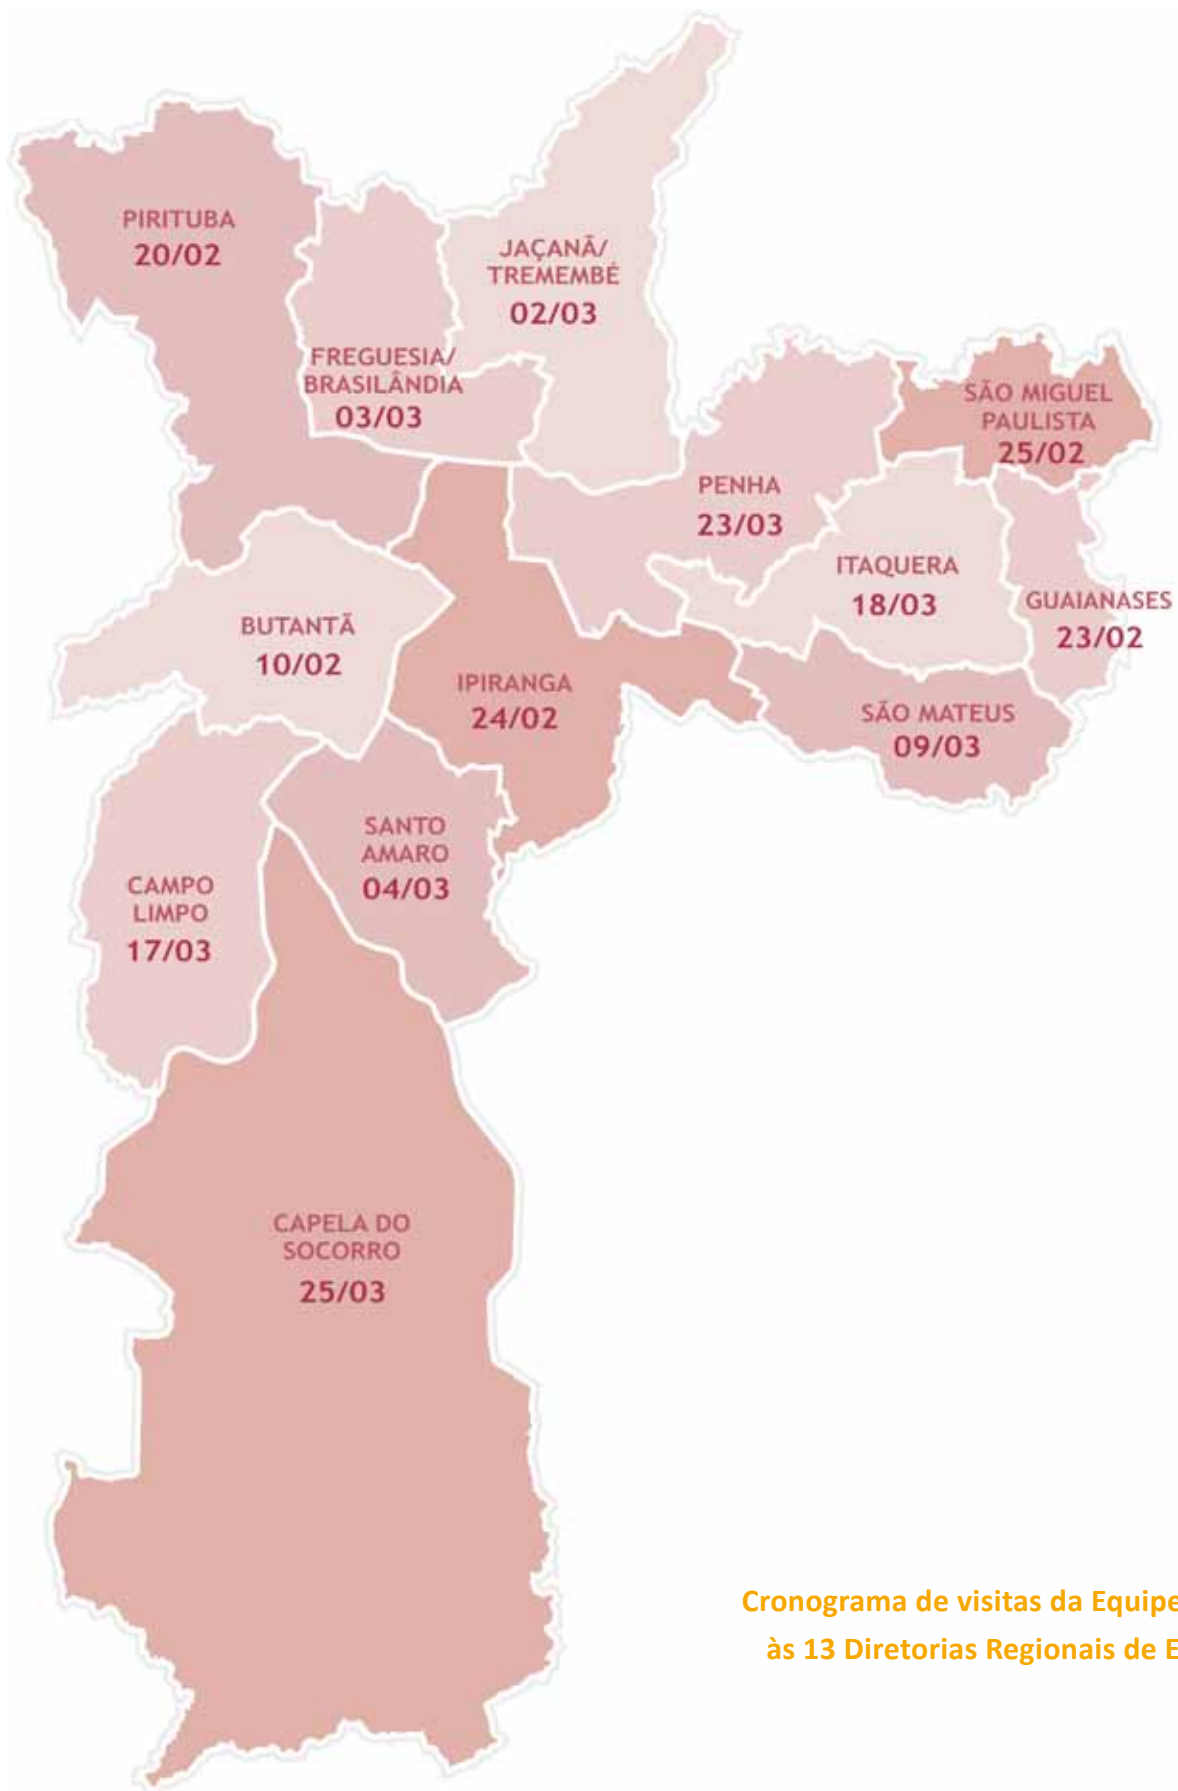 PIRITUBA
20/02
JAÇANÃ/
TREMEMBÉ
02/03
FREGUESIA/
BRASILÂNDIA
03/03
SÃO MIGUEL
PAULISTA
25/02
PENHA
23/03
ITAQUERA
18/03
GUAIANASES
23/02
BUTANTÃ
10/02
IPIRANGA
24/02
SÃO MATEUS
09/03
SANTO
AMARO
04/03
CAMPO
LIMPO
17/03
CAPELA DO
SOCORRO
25/03
Cronograma de visitas da Equipe
às 13 Diretorias Regionais de E